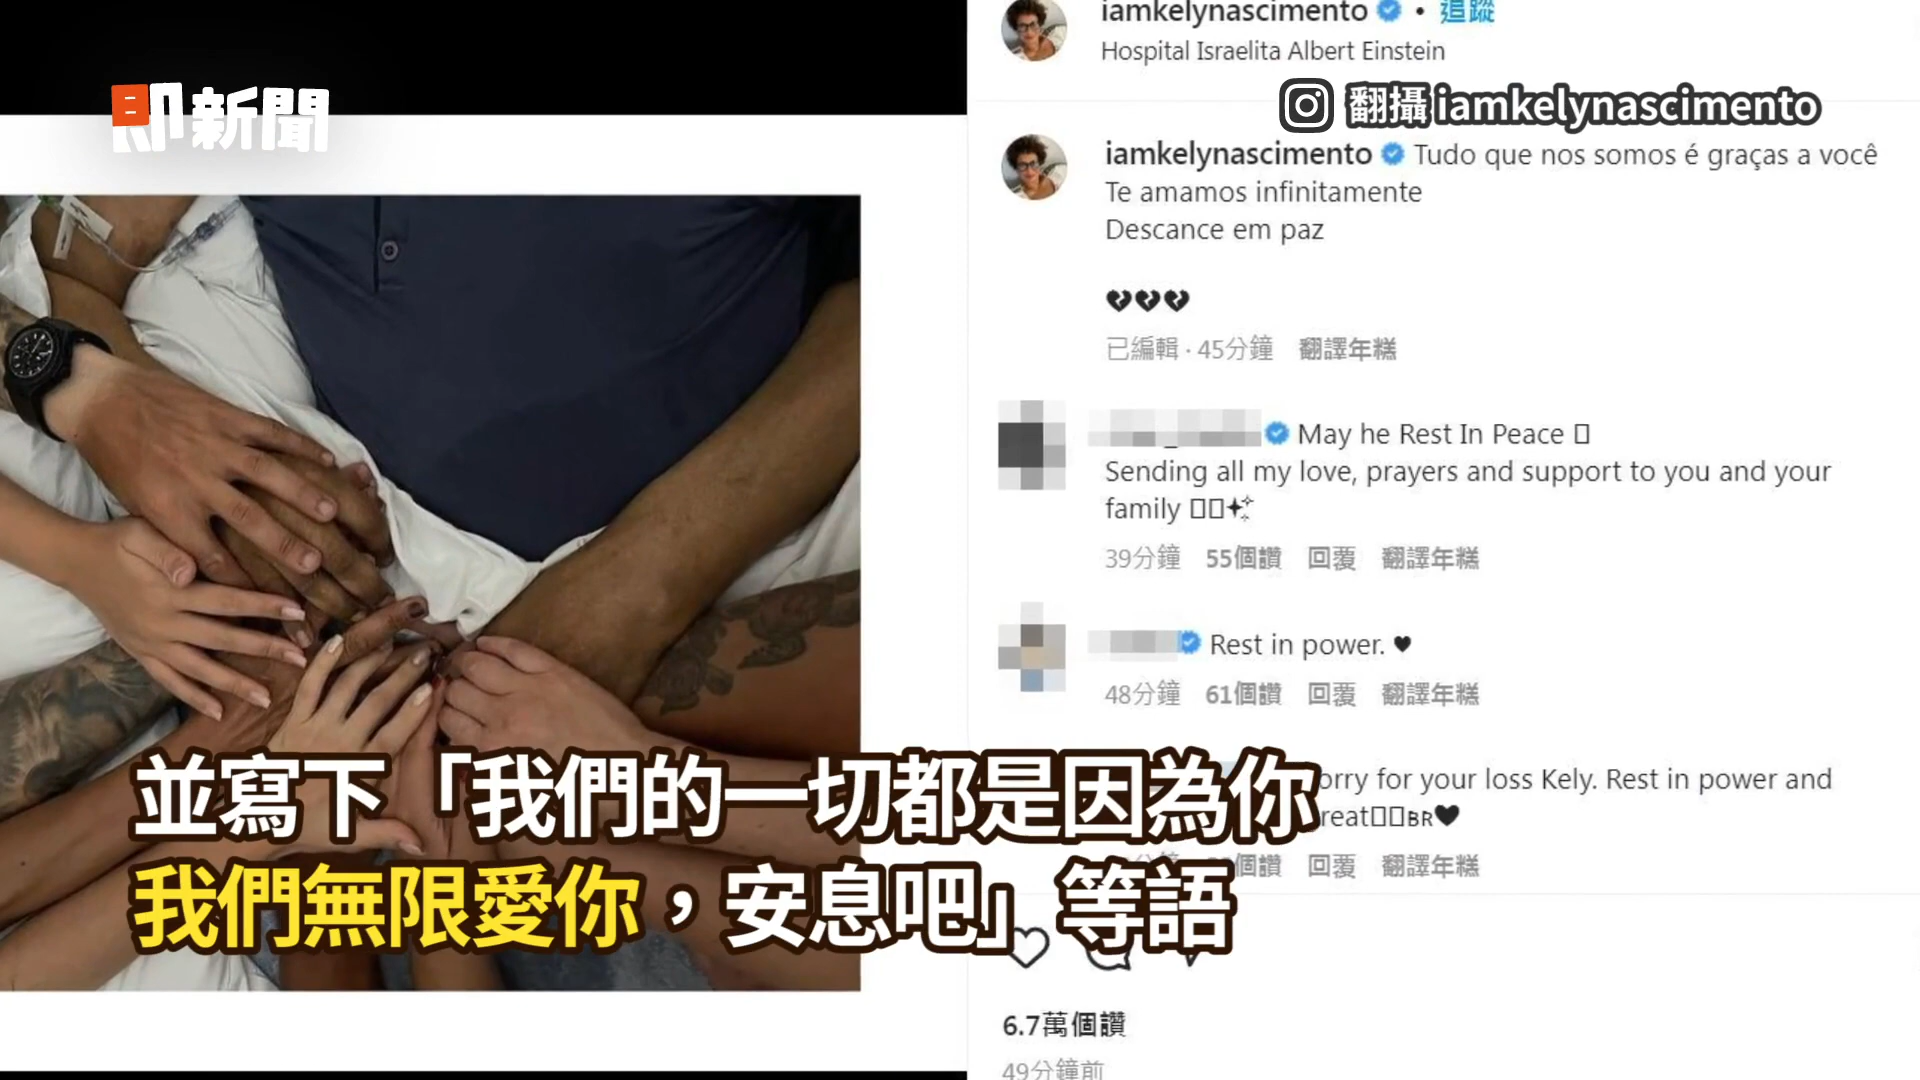 iamkelynascimento • 追蹤
Hospital Israelita Albert Einstein
即新聞
翻攝 iamkelynascimento
iamkelynascimento Tudo que nos somos é graças a você
Te amamos infinitamente
Descance em paz
已編輯 · 45分鐘 翻譯年糕
May he Rest In Peace
Sending all my love, prayers and support to you and your
family
39分鐘 55個讚 回覆 翻譯年糕
Rest in power. ♥
48分鐘 61個讚 回覆 翻譯年糕
orry for your loss Kely. Rest in power and
reat BR♥
個讚 回覆 翻譯年糕
並寫下「我們的一切都是因為你
我們無限愛你，安息吧」等語
6.7萬個讚
49分鐘前